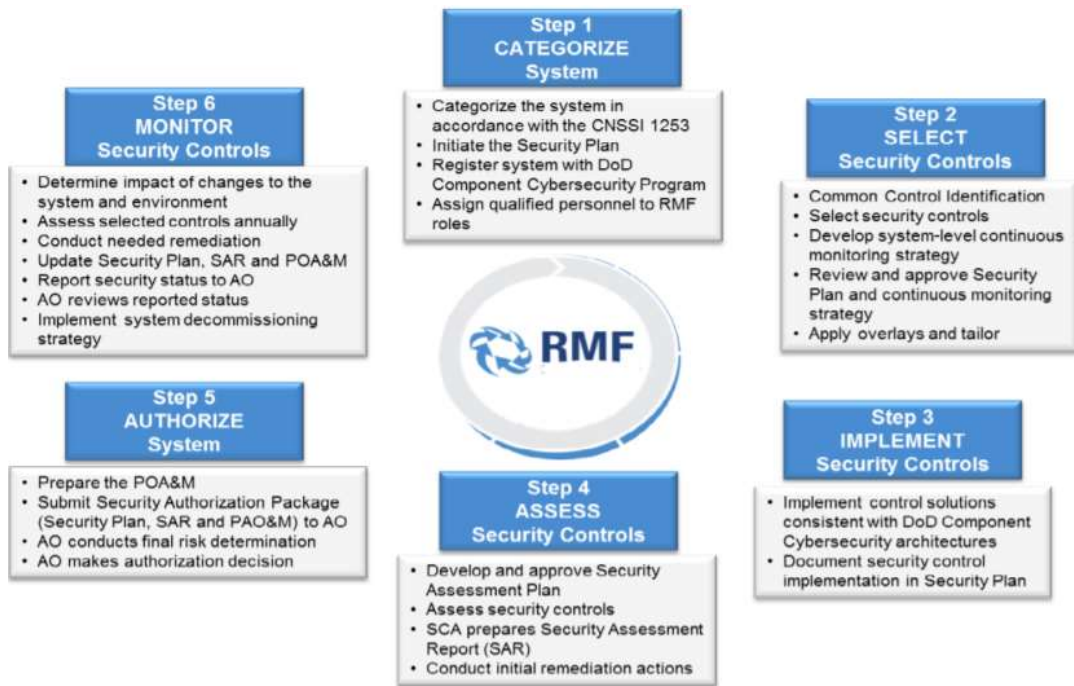 Step 1
CATEGORIZE
System
• Categorize the system in
accordance with the CNSSI 1253
• Initiate the Security Plan
• Register system with DoD
Component Cybersecurity Program
• Assign qualified personnel to RMF
roles
Step 2
SELECT
Security Controls
• Common Control Identification
• Select security controls
• Develop system-level continuous
monitoring strategy
• Review and approve Security
Plan and continuous monitoring
strategy
• Apply overlays and tailor
Step 3
IMPLEMENT
Security Controls
• Implement control solutions
consistent with DoD Component
Cybersecurity architectures
• Document security control
implementation in Security Plan
Step 4
ASSESS
Security Controls
• Develop and approve Security
Assessment Plan
• Assess security controls
• SCA prepares Security Assessment
Report (SAR)
• Conduct initial remediation actions
Step 5
AUTHORIZE
System
• Prepare the POA&M
• Submit Security Authorization Package
(Security Plan, SAR and PAO&M) to AO
• AO conducts final risk determination
• AO makes authorization decision
Step 6
MONITOR
Security Controls
• Determine impact of changes to the
system and environment
• Assess selected controls annually
• Conduct needed remediation
• Update Security Plan, SAR and POA&M
• Report security status to AO
• AO reviews reported status
• Implement system decommissioning
strategy
RMF